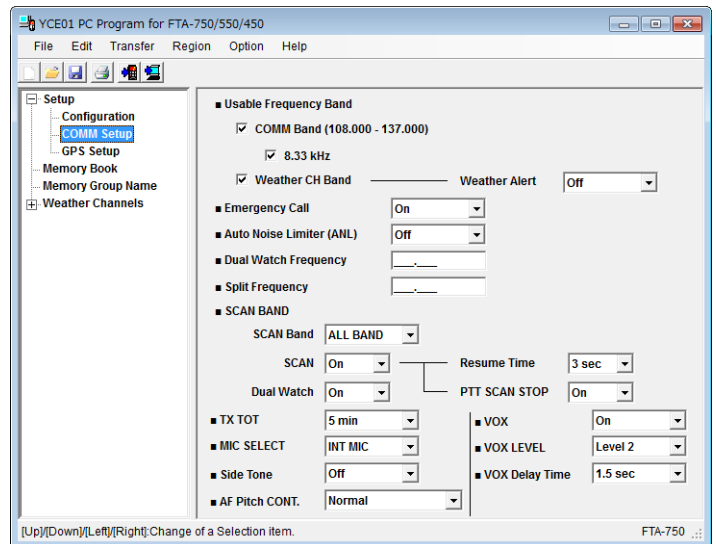 YCE01 PC Program for FTA-750/550/450
File Edit Transfer Region Option Help
Setup
Configuration
COMM Setup
GPS Setup
Memory Book
Memory Group Name
Weather Channels
■ Usable Frequency Band
COMM Band (108.000 - 137.000)
8.33 kHz
Weather CH Band Weather Alert Off
■ Emergency Call On
■ Auto Noise Limiter (ANL) Off
■ Dual Watch Frequency ___.___
■ Split Frequency ___.___
■ SCAN BAND
SCAN Band ALL BAND
SCAN On Resume Time 3 sec
Dual Watch On PTT SCAN STOP On
■ TX TOT 5 min ■ VOX On
■ MIC SELECT INT MIC ■ VOX LEVEL Level 2
■ Side Tone Off ■ VOX Delay Time 1.5 sec
■ AF Pitch CONT. Normal
[Up]/[Down]/[Left]/[Right]:Change of a Selection item. FTA-750